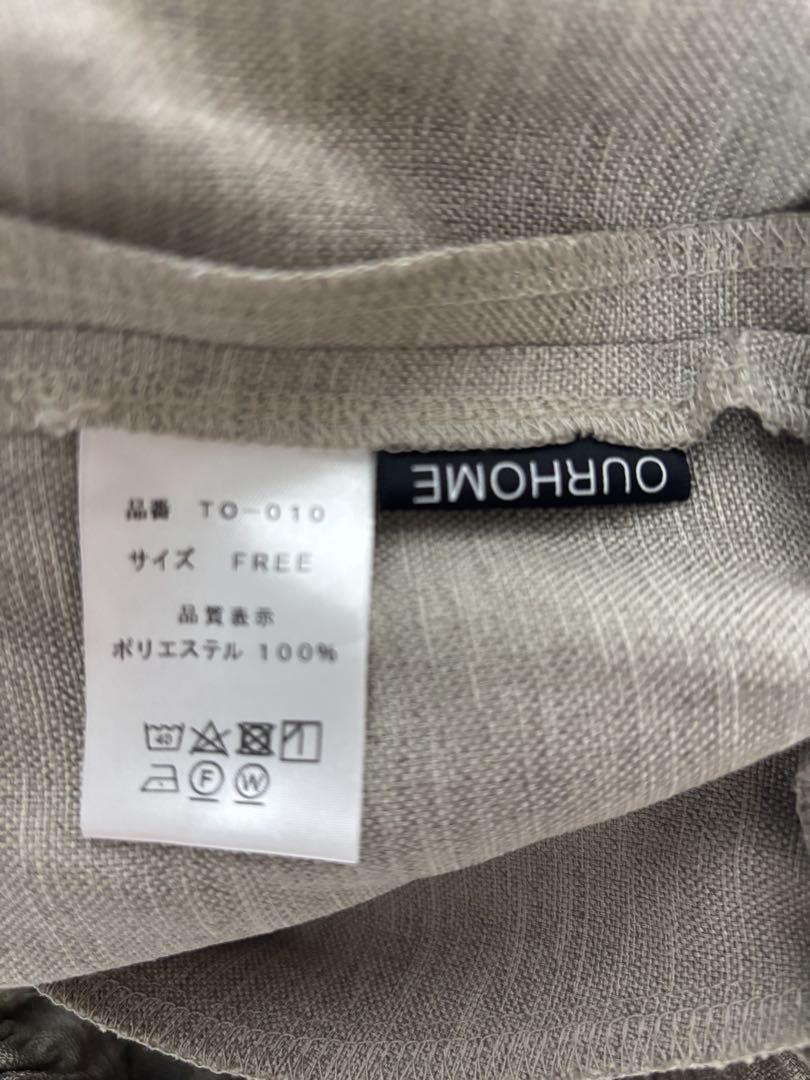 OURHOME
品番 TO-010
サイズ FREE
品質表示
ポリエステル 100%
40
F W